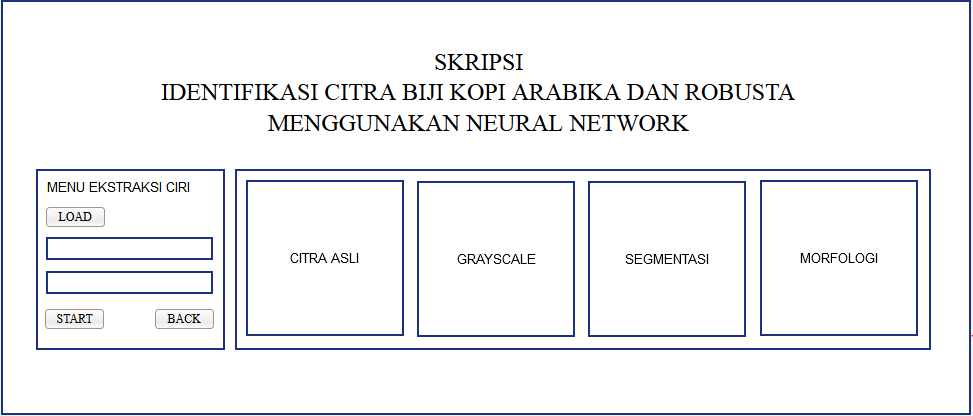 SKRIPSI
IDENTIFIKASI CITRA BIJI KOPI ARABIKA DAN ROBUSTA
MENGGUNAKAN NEURAL NETWORK
MENU EKSTRAKSI CIRI
LOAD
START
BACK
CITRA ASLI
GRAYSCALE
SEGMENTASI
MORFOLOGI